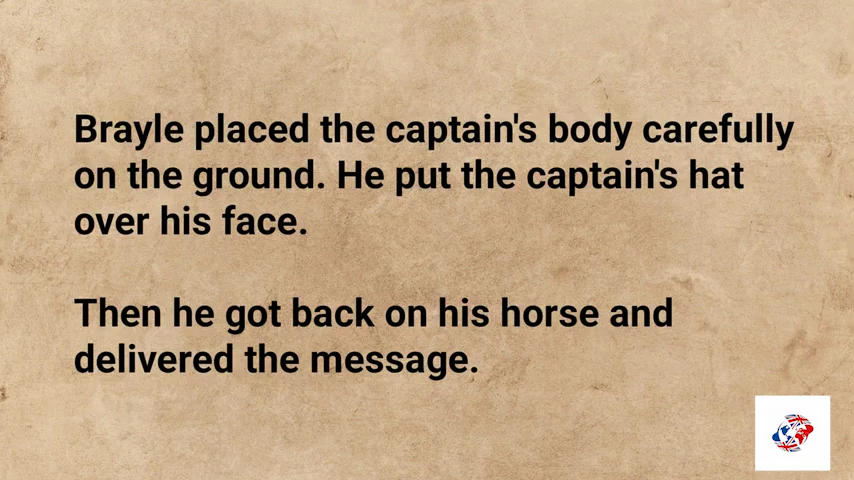 Brayle placed the captain's body carefully
on the ground. He put the captain's hat
over his face.
Then he got back on his horse and
delivered the message.